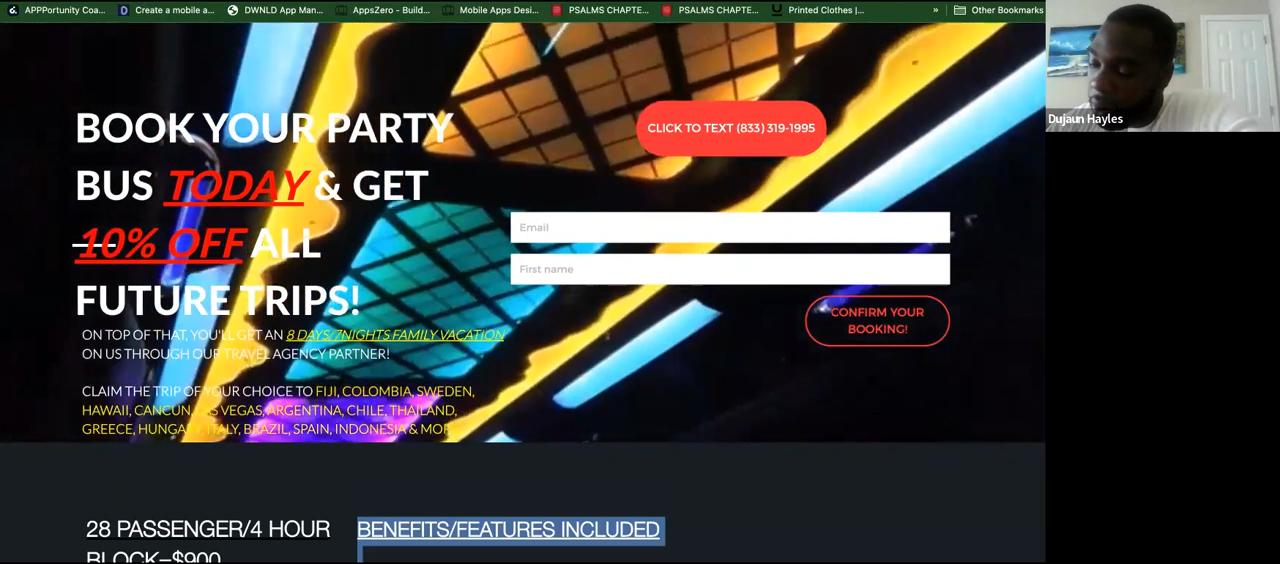 APPPortunity Coa...
Create a mobile a...
DWNLD App Man...
AppsZero - Build...
Mobile Apps Desi...
PSALMS CHAPTE...
PSALMS CHAPTE...
Printed Clothes |...
»
Other Bookmarks
BOOK YOUR PARTY
BUS TODAY & GET
10% OFF ALL
FUTURE TRIPS!
ON TOP OF THAT, YOU'LL GET AN 8 DAYS/7NIGHTS FAMILY VACATION
ON US THROUGH OUR TRAVEL AGENCY PARTNER!
CLAIM THE TRIP OF YOUR CHOICE TO FIJI, COLOMBIA, SWEDEN,
HAWAII, CANCUN, LAS VEGAS, ARGENTINA, CHILE, THAILAND,
GREECE, HUNGARY, ITALY, BRAZIL, SPAIN, INDONESIA & MORE
CLICK TO TEXT (833) 319-1995
Email
First name
CONFIRM YOUR
BOOKING!
Dujaun Hayles
28 PASSENGER/4 HOUR
BLOCK–$900
BENEFITS/FEATURES INCLUDED